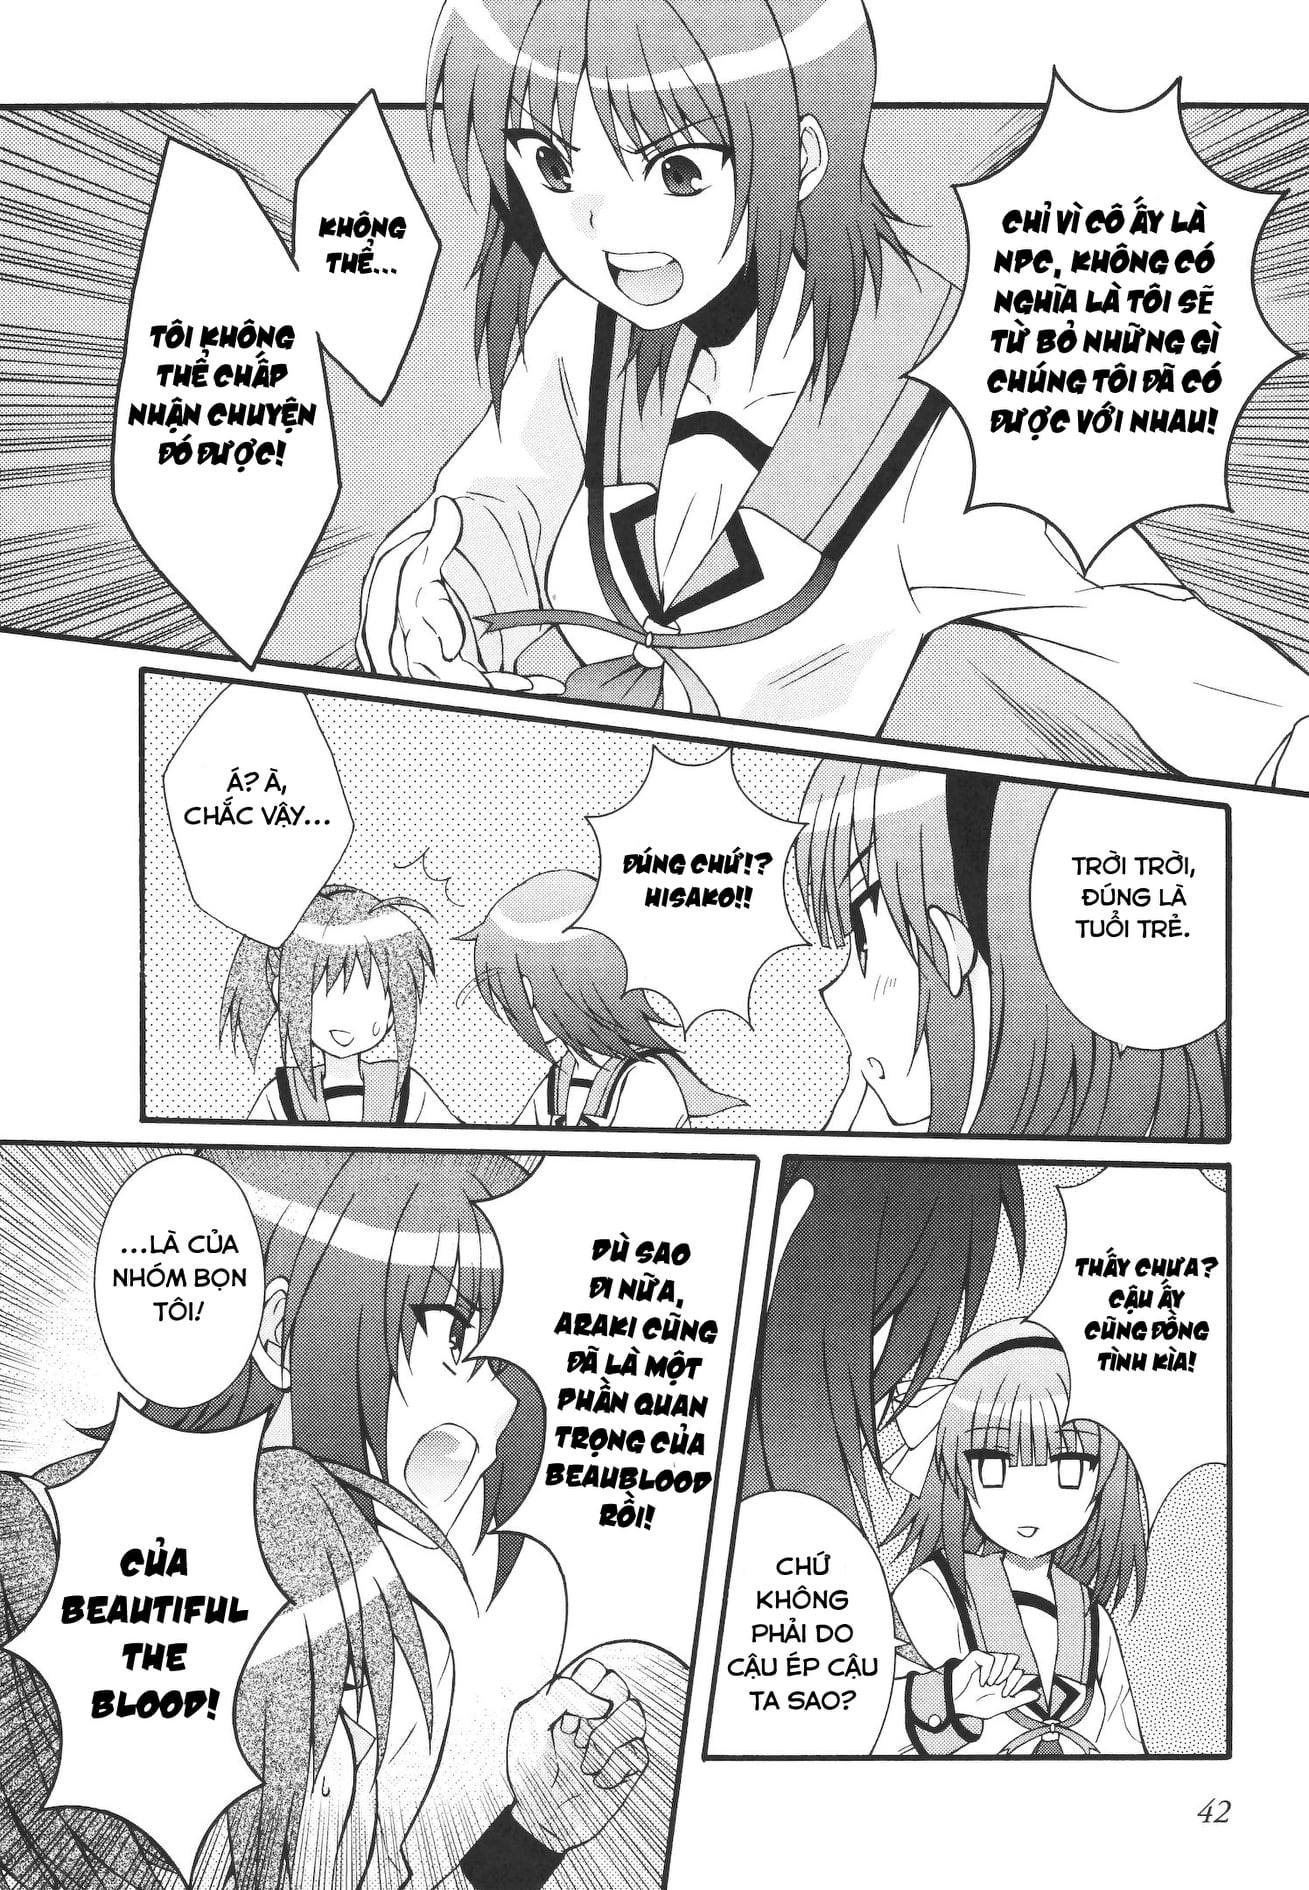 CHỈ VÌ CÔ ẤY LÀ
NPC, KHÔNG CÓ
NGHĨA LÀ TÔI SẼ
TỪ BỎ NHỮNG GÌ
CHÚNG TÔI ĐÃ CÓ
ĐƯỢC VỚI NHAU!
KHÔNG
THỂ...
TÔI KHÔNG
THỂ CHẤP
NHẬN CHUYỆN
ĐÓ ĐƯỢC!
TRỜI TRỜI,
ĐÚNG LÀ
TUỔI TRẺ.
ĐÚNG CHỨ!?
HISAKO!!
Á? À,
CHẮC VẬY...
THẤY CHƯA?
CẬU ẤY
CŨNG ĐỒNG
TÌNH KÌA!
CHỨ
KHÔNG
PHẢI DO
CẬU ÉP CẬU
TA SAO?
DÙ SAO
ĐI NỮA,
ARAKI CŨNG
ĐÃ LÀ MỘT
PHẦN QUAN
TRỌNG CỦA
BEAUBLOOD
RỒI!
...LÀ CỦA
NHÓM BỌN
TÔI!
CỦA
BEAUTIFUL
THE
BLOOD!
42